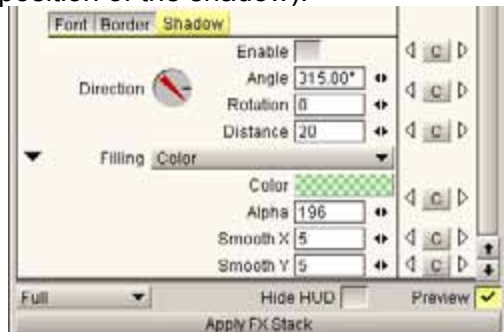 position of the shadow).
Font Border Shadow
Enable
C
Direction
Angle 315.00°
C
Rotation 0
Distance 20
C
Filling Color
Color
C
Alpha 196
Smooth X 5
C
Smooth Y 5
C
Full
Hide HUD
Preview
Apply FX Stack